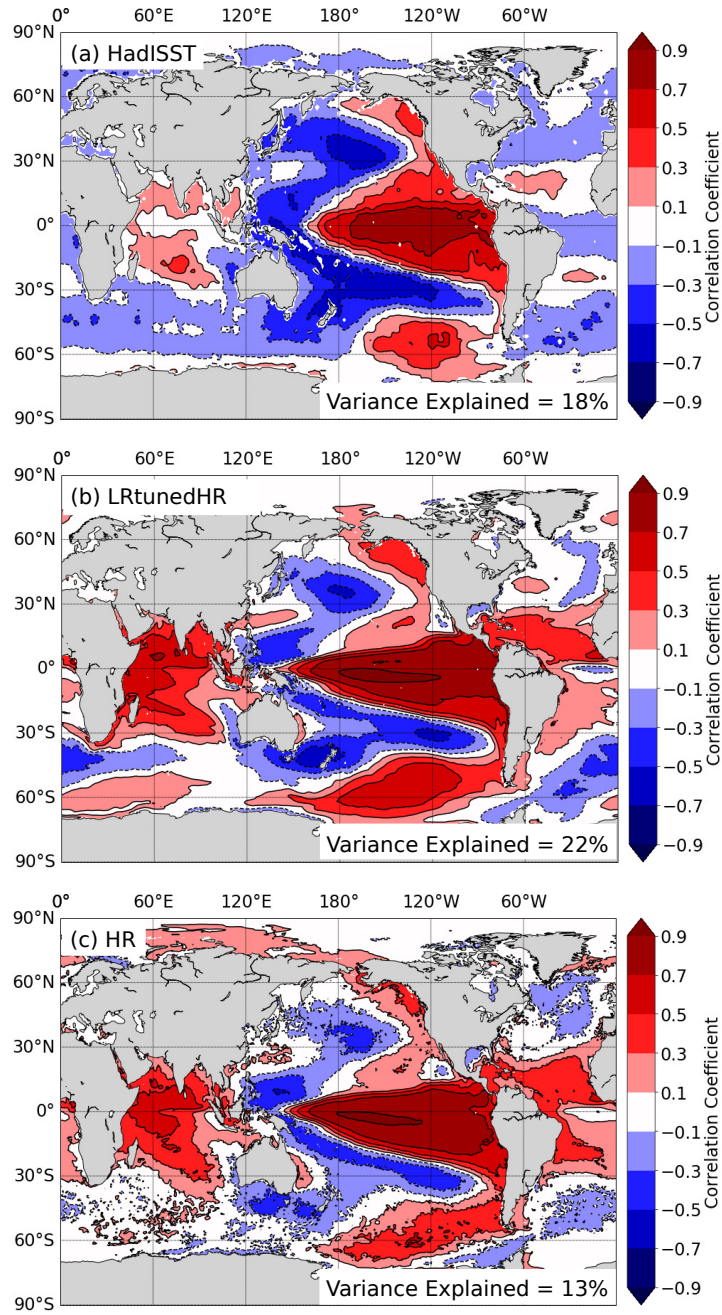 0° 60°E 120°E 180° 120°W 60°W
90°N
(a) HadISST
60°N
30°N
0°
30°S
60°S
90°S
Variance Explained = 18%
0.9
0.7
0.5
0.3
0.1
−0.1
−0.3
−0.5
−0.7
−0.9
Correlation Coefficient
0° 60°E 120°E 180° 120°W 60°W
90°N
(b) LRtunedHR
60°N
30°N
0°
30°S
60°S
90°S
Variance Explained = 22%
0.9
0.7
0.5
0.3
0.1
−0.1
−0.3
−0.5
−0.7
−0.9
Correlation Coefficient
0° 60°E 120°E 180° 120°W 60°W
90°N
(c) HR
60°N
30°N
0°
30°S
60°S
90°S
Variance Explained = 13%
0.9
0.7
0.5
0.3
0.1
−0.1
−0.3
−0.5
−0.7
−0.9
Correlation Coefficient